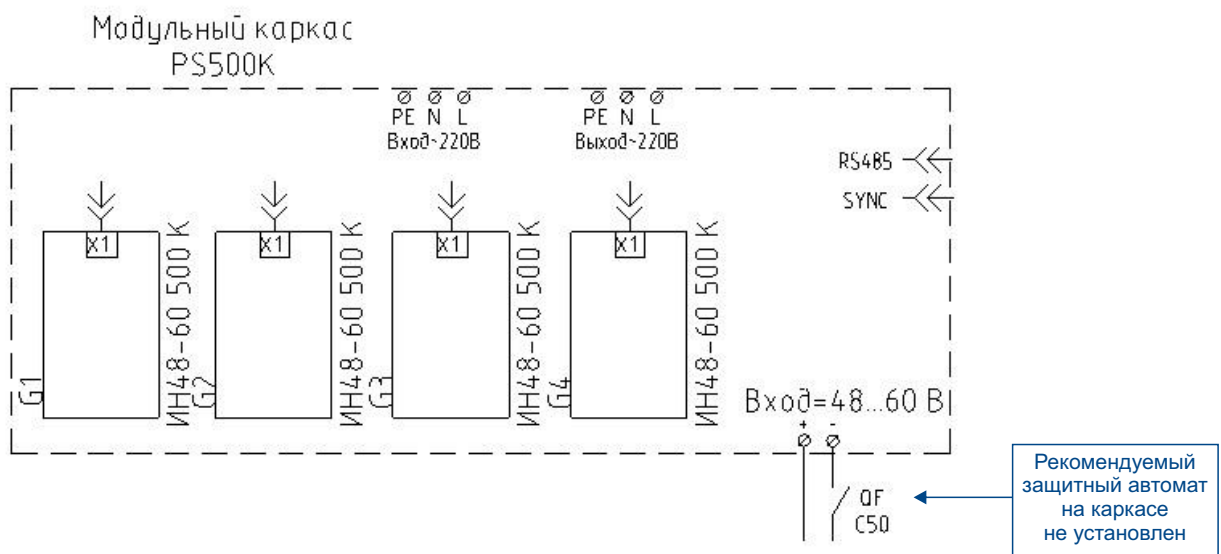 Модульный каркас
PS500K
PE N L
Вход~220В
PE N L
Выход~220В
RS485
SYNC
X1
X1
X1
X1
G1
ИН48-60 500 К
G2
ИН48-60 500 К
G3
ИН48-60 500 К
G4
ИН48-60 500 К
Вход=48...60 В
+ -
QF
C50
Рекомендуемый
защитный автомат
на каркасе
не установлен